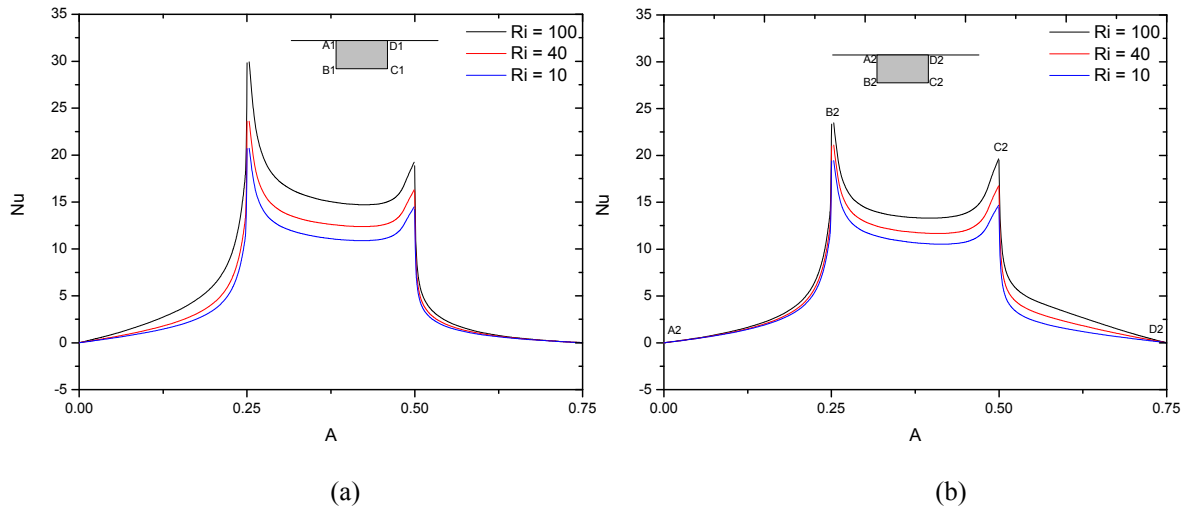 35
30
25
20
15
10
5
0
-5
Nu
0.00 0.25 0.50 0.75
A
A1 D1
B1 C1
Ri = 100
Ri = 40
Ri = 10
(a)
35
30
25
20
15
10
5
0
-5
Nu
0.00 0.25 0.50 0.75
A
A2 D2
B2 C2
Ri = 100
Ri = 40
Ri = 10
B2
C2
A2
D2
(b)